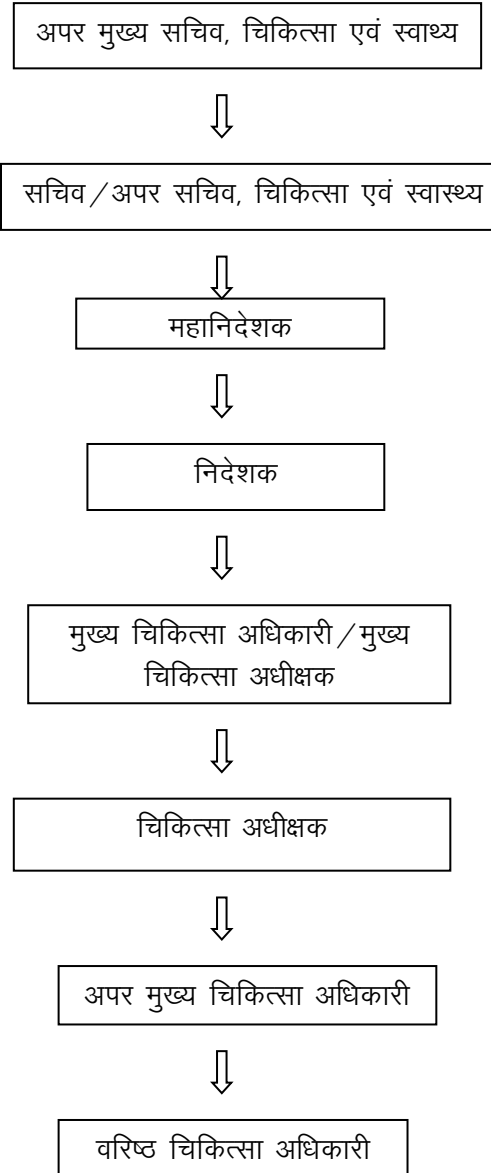 अपर मुख्य सचिव, चिकित्सा एवं स्वाथ्य
सचिव/अपर सचिव, चिकित्सा एवं स्वास्थ्य
महानिदेशक
निदेशक
मुख्य चिकित्सा अधिकारी/मुख्य
चिकित्सा अधीक्षक
चिकित्सा अधीक्षक
अपर मुख्य चिकित्सा अधिकारी
वरिष्ठ चिकित्सा अधिकारी